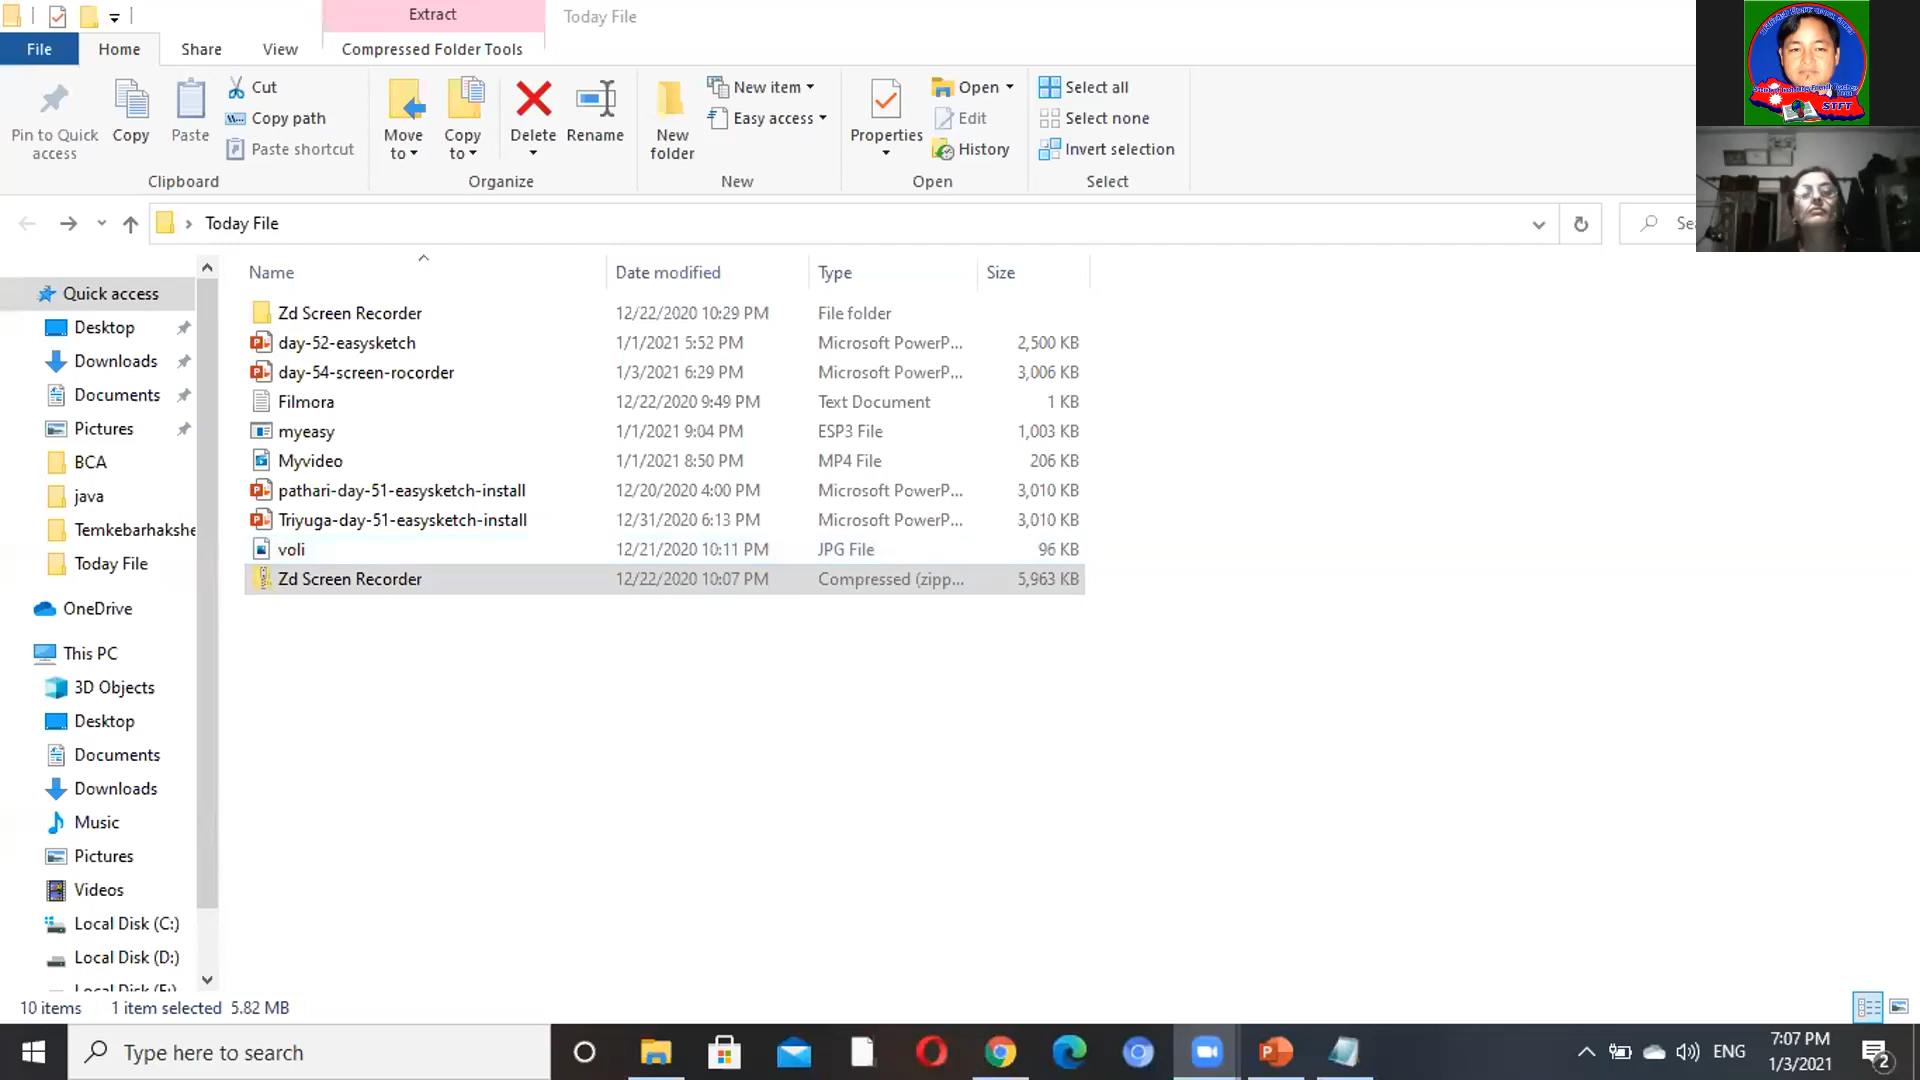 Extract
Today File
File
Home
Share
View
Compressed Folder Tools
Pin to Quick access
Copy
Paste
Cut
Copy path
Paste shortcut
Clipboard
Move to
Copy to
Delete
Rename
Organize
New folder
New item
Easy access
New
Properties
Open
Edit
History
Open
Select all
Select none
Invert selection
Select
STFT
Today File
Se
Name
Date modified
Type
Size
Zd Screen Recorder 12/22/2020 10:29 PM File folder
day-52-easysketch 1/1/2021 5:52 PM Microsoft PowerP... 2,500 KB
day-54-screen-rocorder 1/3/2021 6:29 PM Microsoft PowerP... 3,006 KB
Filmora 12/22/2020 9:49 PM Text Document 1 KB
myeasy 1/1/2021 9:04 PM ESP3 File 1,003 KB
Myvideo 1/1/2021 8:50 PM MP4 File 206 KB
pathari-day-51-easysketch-install 12/20/2020 4:00 PM Microsoft PowerP... 3,010 KB
Triyuga-day-51-easysketch-install 12/31/2020 6:13 PM Microsoft PowerP... 3,010 KB
voli 12/21/2020 10:11 PM JPG File 96 KB
Zd Screen Recorder 12/22/2020 10:07 PM Compressed (zipp... 5,963 KB
Quick access
Desktop
Downloads
Documents
Pictures
BCA
java
Temkebarhakshe
Today File
OneDrive
This PC
3D Objects
Desktop
Documents
Downloads
Music
Pictures
Videos
Local Disk (C:)
Local Disk (D:)
10 items 1 item selected 5.82 MB
Type here to search
ENG
7:07 PM
1/3/2021
2